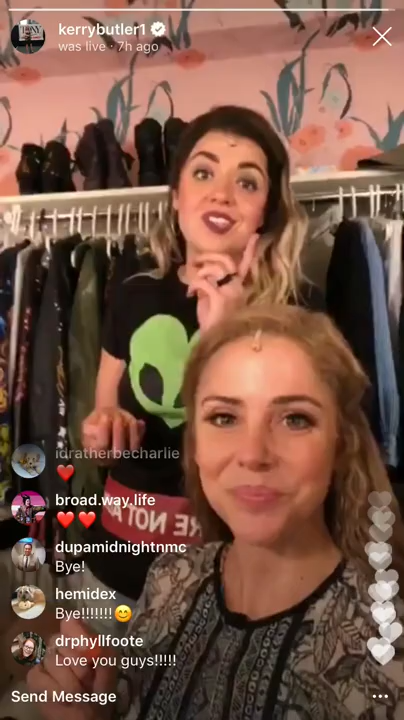 kerrybutler1
was live · 7h ago
idratherbecharlie
❤️
broad.way.life
❤️❤️
dupamidnightnmc
Bye!
hemidex
Bye!!!!!!!😊
drphyllfoote
Love you guys!!!!!
Send Message